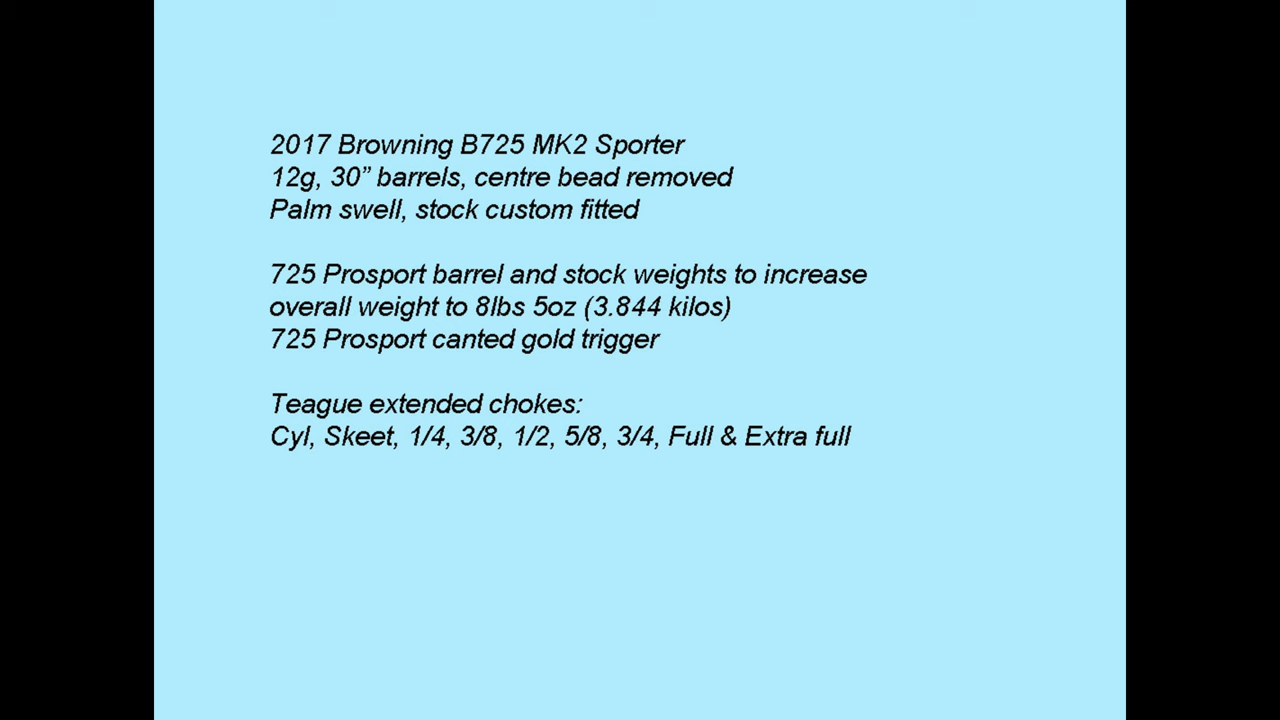 2017 Browning B725 MK2 Sporter
12g, 30” barrels, centre bead removed
Palm swell, stock custom fitted
725 Prosport barrel and stock weights to increase
overall weight to 8lbs 5oz (3.844 kilos)
725 Prosport canted gold trigger
Teague extended chokes:
Cyl, Skeet, 1/4, 3/8, 1/2, 5/8, 3/4, Full & Extra full